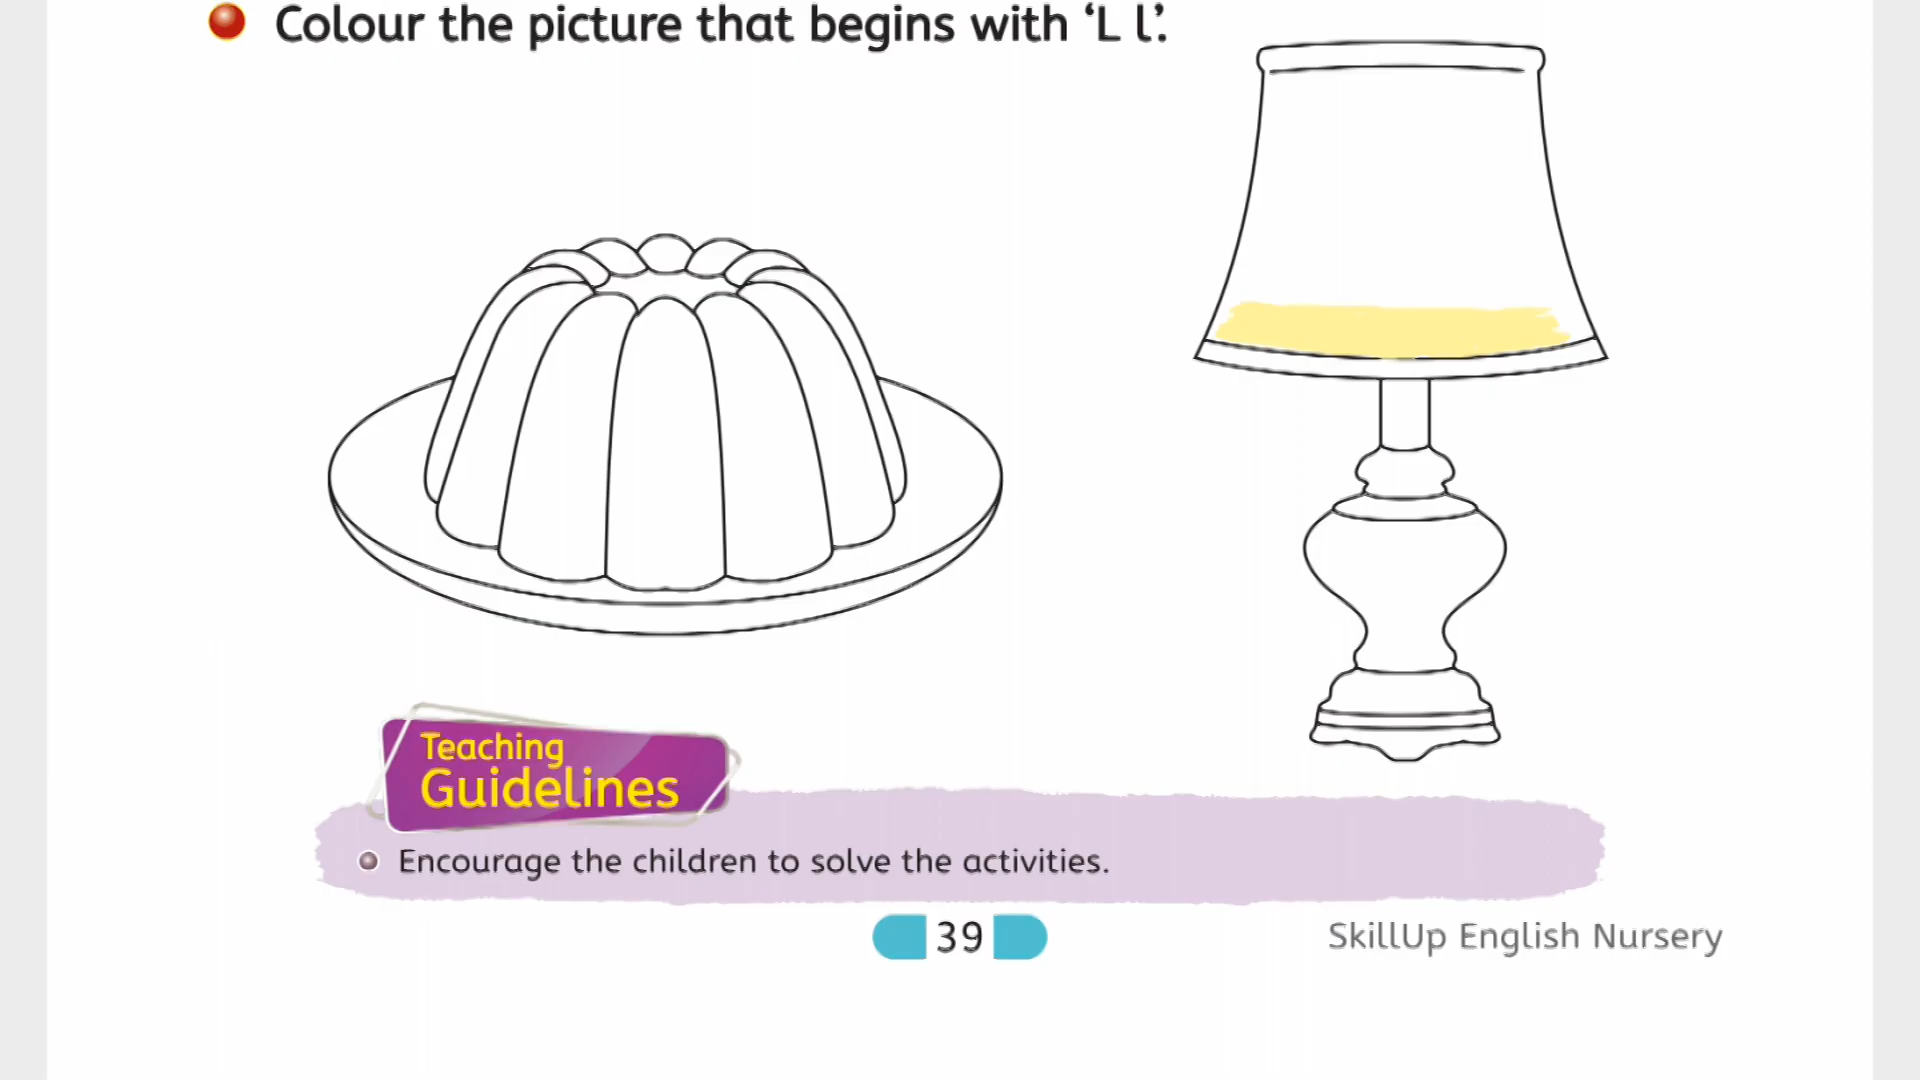 Colour the picture that begins with ‘L l’.
Teaching
Guidelines
Encourage the children to solve the activities.
39
SkillUp English Nursery